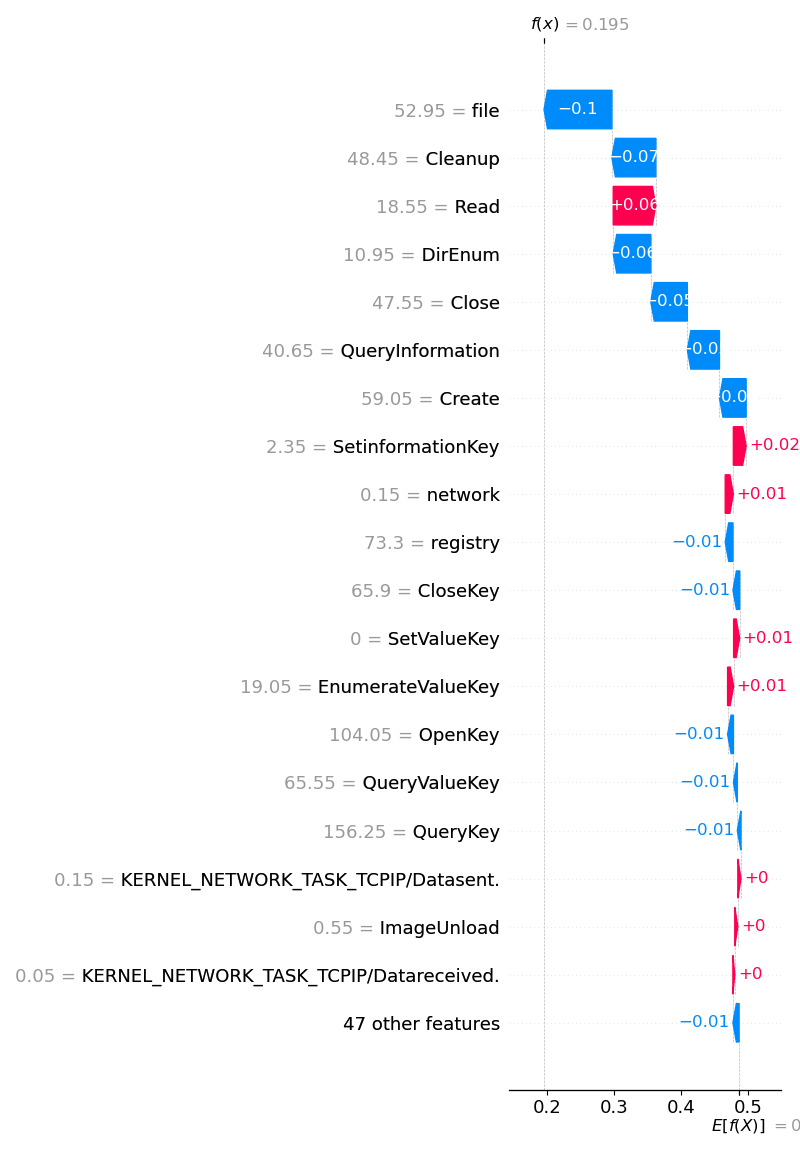 f(x) = 0.195
52.95 = file −0.1
48.45 = Cleanup −0.07
18.55 = Read +0.06
10.95 = DirEnum −0.06
47.55 = Close −0.05
40.65 = QueryInformation −0.0
59.05 = Create −0.0
2.35 = SetinformationKey +0.02
0.15 = network +0.01
73.3 = registry −0.01
65.9 = CloseKey −0.01
0 = SetValueKey +0.01
19.05 = EnumerateValueKey +0.01
104.05 = OpenKey −0.01
65.55 = QueryValueKey −0.01
156.25 = QueryKey −0.01
0.15 = KERNEL_NETWORK_TASK_TCPIP/Datasent. +0
0.55 = ImageUnload +0
0.05 = KERNEL_NETWORK_TASK_TCPIP/Datareceived. +0
47 other features −0.01
0.2 0.3 0.4 0.5
E[f(X)] = 0